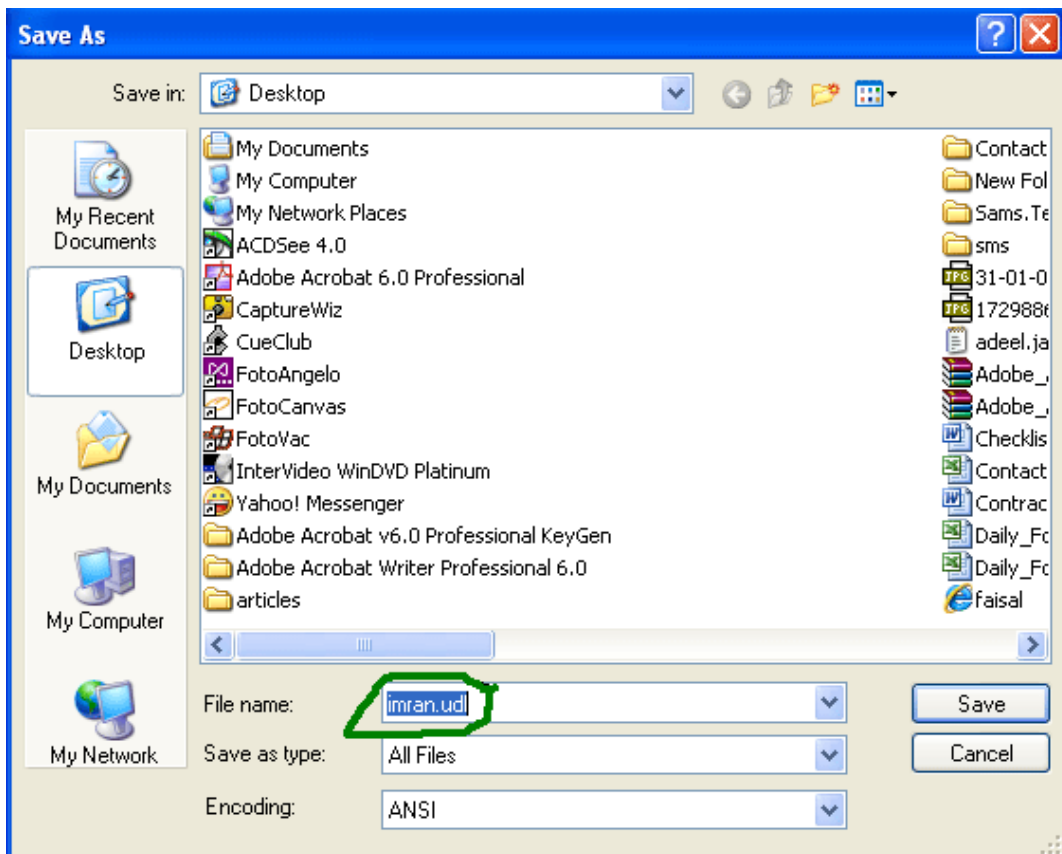 Save As
Save in: Desktop
My Recent Documents
Desktop
My Documents
My Computer
My Network
My Documents
My Computer
My Network Places
ACDSee 4.0
Adobe Acrobat 6.0 Professional
CaptureWiz
CueClub
FotoAngelo
FotoCanvas
FotoVac
InterVideo WinDVD Platinum
Yahoo! Messenger
Adobe Acrobat v6.0 Professional KeyGen
Adobe Acrobat Writer Professional 6.0
articles
Contact
New Fol
Sams.Te
sms
31-01-0
1729886
adeel.ja
Adobe_
Adobe_
Checklis
Contact
Contrac
Daily_Fo
Daily_Fo
faisal
File name: imran.udl Save
Save as type: All Files Cancel
Encoding: ANSI